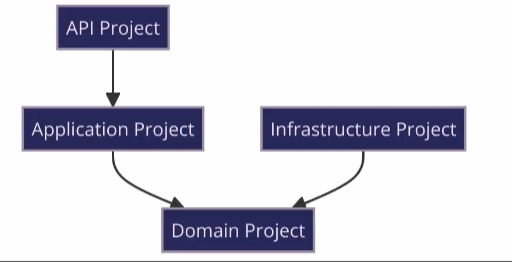 API Project
Application Project
Infrastructure Project
Domain Project